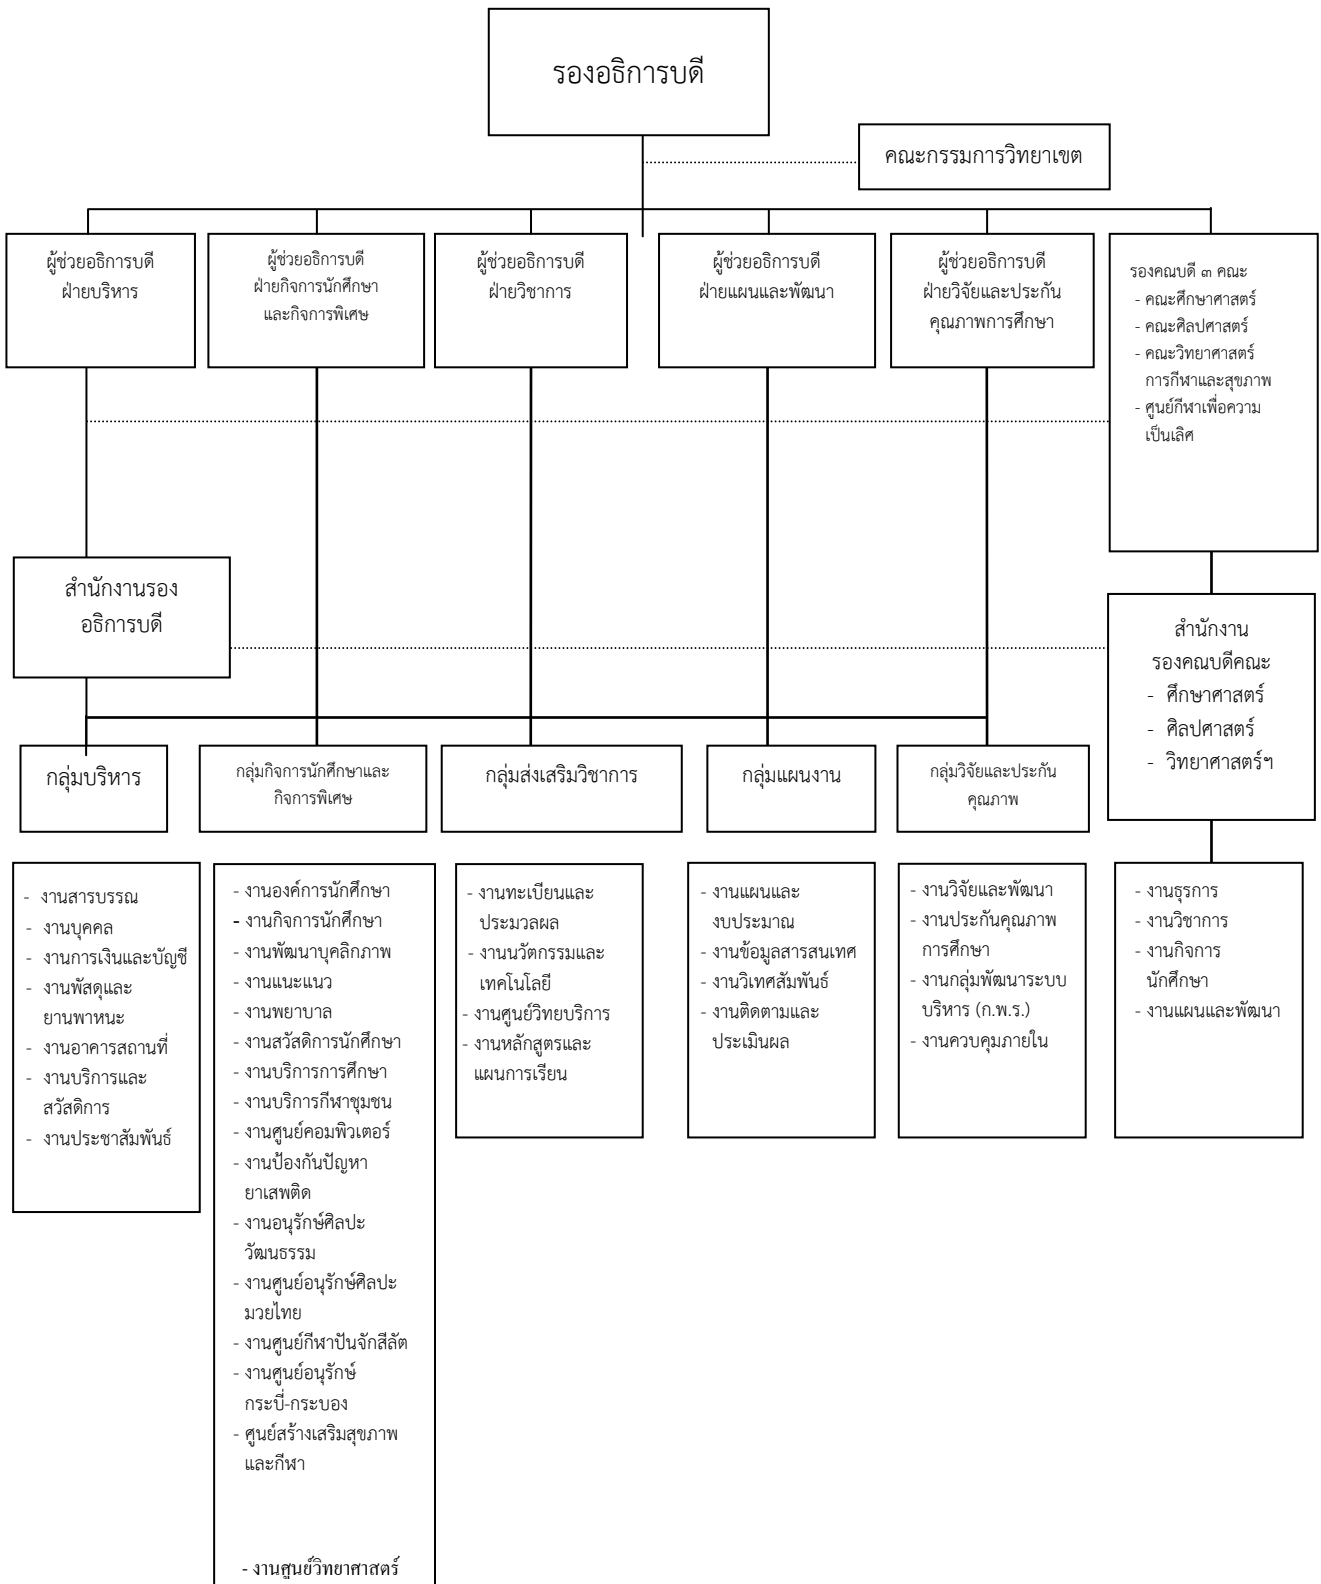 รองอธิการบดี
คณะกรรมการวิทยาเขต
ผู้ช่วยอธิการบดี
ฝ่ายบริหาร
ผู้ช่วยอธิการบดี
ฝ่ายกิจการนักศึกษา
และกิจการพิเศษ
ผู้ช่วยอธิการบดี
ฝ่ายวิชาการ
ผู้ช่วยอธิการบดี
ฝ่ายแผนและพัฒนา
ผู้ช่วยอธิการบดี
ฝ่ายวิจัยและประกัน
คุณภาพการศึกษา
รองคณบดี ๓ คณะ
- คณะศึกษาศาสตร์
- คณะศิลปศาสตร์
- คณะวิทยาศาสตร์
การกีฬาและสุขภาพ
- ศูนย์กีฬาเพื่อความ
เป็นเลิศ
สำนักงานรอง
อธิการบดี
สำนักงาน
รองคณบดีคณะ
- ศึกษาศาสตร์
- ศิลปศาสตร์
- วิทยาศาสตร์ฯ
กลุ่มบริหาร
กลุ่มกิจการนักศึกษาและ
กิจการพิเศษ
กลุ่มส่งเสริมวิชาการ
กลุ่มแผนงาน
กลุ่มวิจัยและประกัน
คุณภาพ
- งานสารบรรณ
- งานบุคคล
- งานการเงินและบัญชี
- งานพัสดุและ
ยานพาหนะ
- งานอาคารสถานที่
- งานบริการและ
สวัสดิการ
- งานประชาสัมพันธ์
- งานองค์การนักศึกษา
- งานกิจการนักศึกษา
- งานพัฒนาบุคลิกภาพ
- งานแนะแนว
- งานพยาบาล
- งานสวัสดิการนักศึกษา
- งานบริการการศึกษา
- งานบริการกีฬาชุมชน
- งานศูนย์คอมพิวเตอร์
- งานป้องกันปัญหา
ยาเสพติด
- งานอนุรักษ์ศิลปะ
วัฒนธรรม
- งานศูนย์อนุรักษ์ศิลปะ
มวยไทย
- งานศูนย์กีฬาปันจักสีลัต
- งานศูนย์อนุรักษ์
กระบี่-กระบอง
- ศูนย์สร้างเสริมสุขภาพ
และกีฬา
- งานศูนย์วิทยาศาสตร์
- งานทะเบียนและ
ประมวลผล
- งานนวัตกรรมและ
เทคโนโลยี
- งานศูนย์วิทยบริการ
- งานหลักสูตรและ
แผนการเรียน
- งานแผนและ
งบประมาณ
- งานข้อมูลสารสนเทศ
- งานวิเทศสัมพันธ์
- งานติดตามและ
ประเมินผล
- งานวิจัยและพัฒนา
- งานประกันคุณภาพ
การศึกษา
- งานกลุ่มพัฒนาระบบ
บริหาร (ก.พ.ร.)
- งานควบคุมภายใน
- งานธุรการ
- งานวิชาการ
- งานกิจการ
นักศึกษา
- งานแผนและพัฒนา